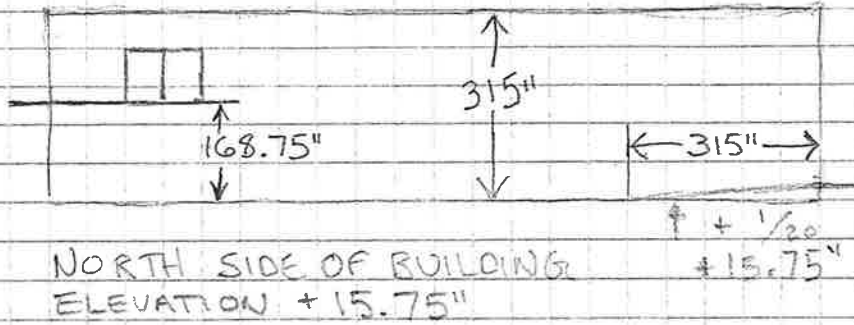 315"
168.75"
315"
+ 1/20
+15.75"
NORTH SIDE OF BUILDING
ELEVATION + 15.75"